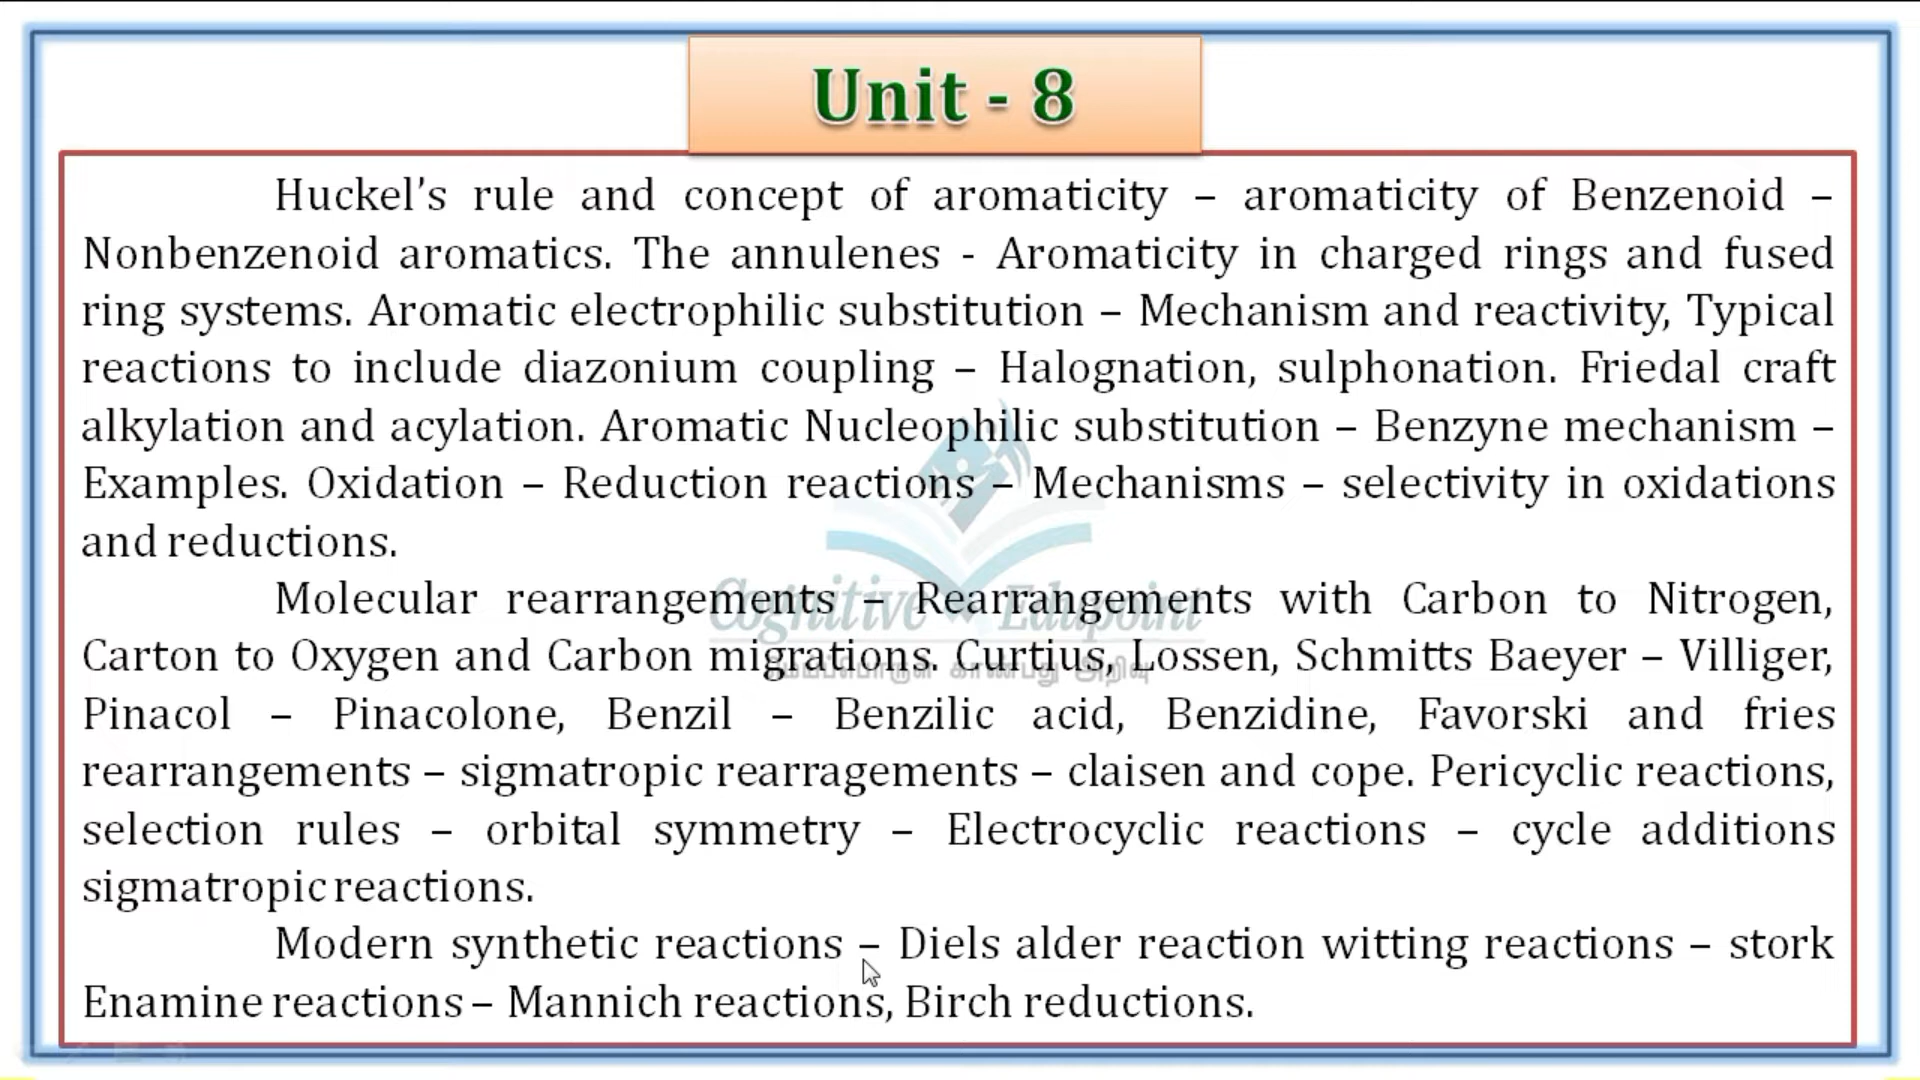 Unit - 8
Huckel’s rule and concept of aromaticity – aromaticity of Benzenoid –
Nonbenzenoid aromatics. The annulenes - Aromaticity in charged rings and fused
ring systems. Aromatic electrophilic substitution – Mechanism and reactivity, Typical
reactions to include diazonium coupling – Halognation, sulphonation. Friedal craft
alkylation and acylation. Aromatic Nucleophilic substitution – Benzyne mechanism –
Examples. Oxidation – Reduction reactions – Mechanisms – selectivity in oxidations
and reductions.
Molecular rearrangements – Rearrangements with Carbon to Nitrogen,
Cognitive Edupoint
Carton to Oxygen and Carbon migrations. Curtius, Lossen, Schmitts Baeyer – Villiger,
காண்பது அறிவு
Pinacol – Pinacolone, Benzil – Benzilic acid, Benzidine, Favorski and fries
rearrangements – sigmatropic rearragements – claisen and cope. Pericyclic reactions,
selection rules – orbital symmetry – Electrocyclic reactions – cycle additions
sigmatropic reactions.
Modern synthetic reactions – Diels alder reaction witting reactions – stork
Enamine reactions – Mannich reactions, Birch reductions.